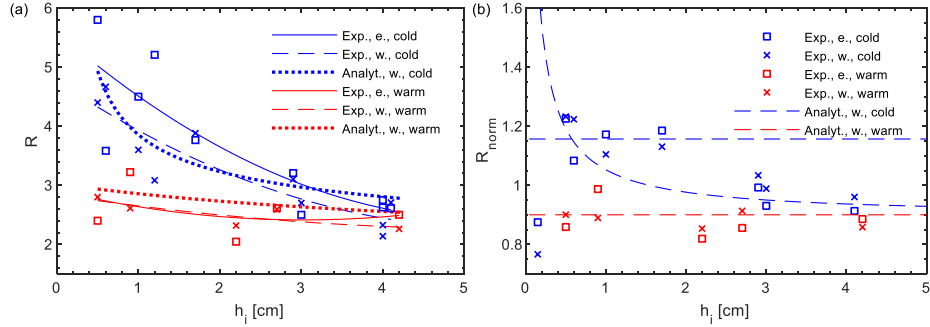 (a)
6
5
4
3
2
R
0 1 2 3 4 5
h_i [cm]
Exp., e., cold
Exp., w., cold
Analyt., w., cold
Exp., e., warm
Exp., w., warm
Analyt., w., warm
(b)
1.6
1.4
1.2
1
0.8
R_norm
0 1 2 3 4 5
h_i [cm]
Exp., e., cold
Exp., w., cold
Exp., e., warm
Exp., w., warm
Analyt., w., cold
Analyt., w., warm